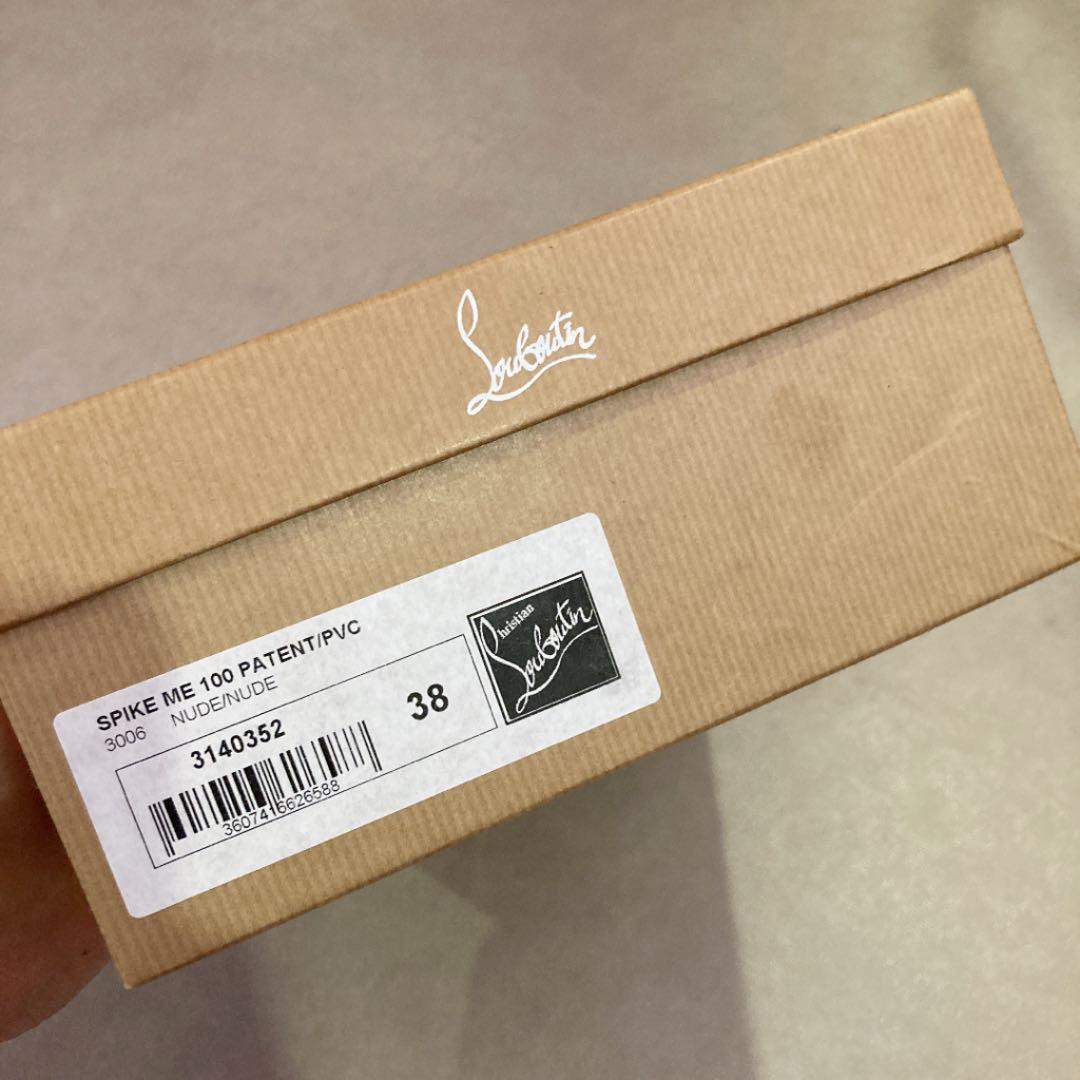 Louboutin
SPIKE ME 100 PATENT/PVC
3006 NUDE/NUDE
3140352
38
3607416626588
Christian
Louboutin